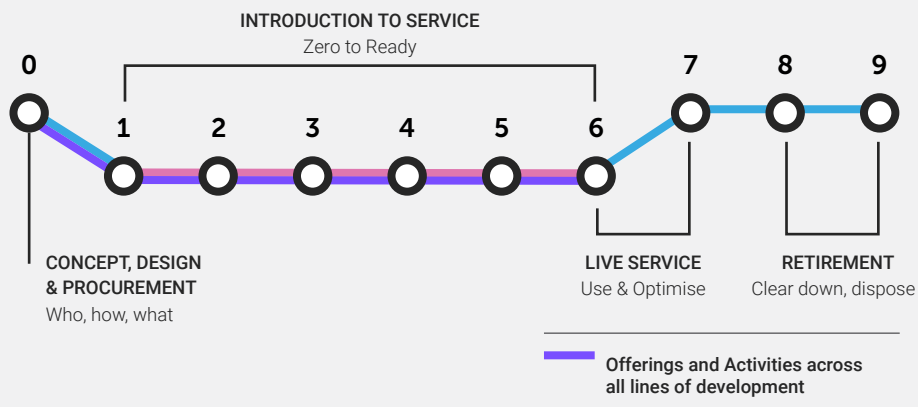 INTRODUCTION TO SERVICE
Zero to Ready
0
1
2
3
4
5
6
7
8
9
CONCEPT, DESIGN
& PROCUREMENT
Who, how, what
LIVE SERVICE
Use & Optimise
RETIREMENT
Clear down, dispose
Offerings and Activities across
all lines of development